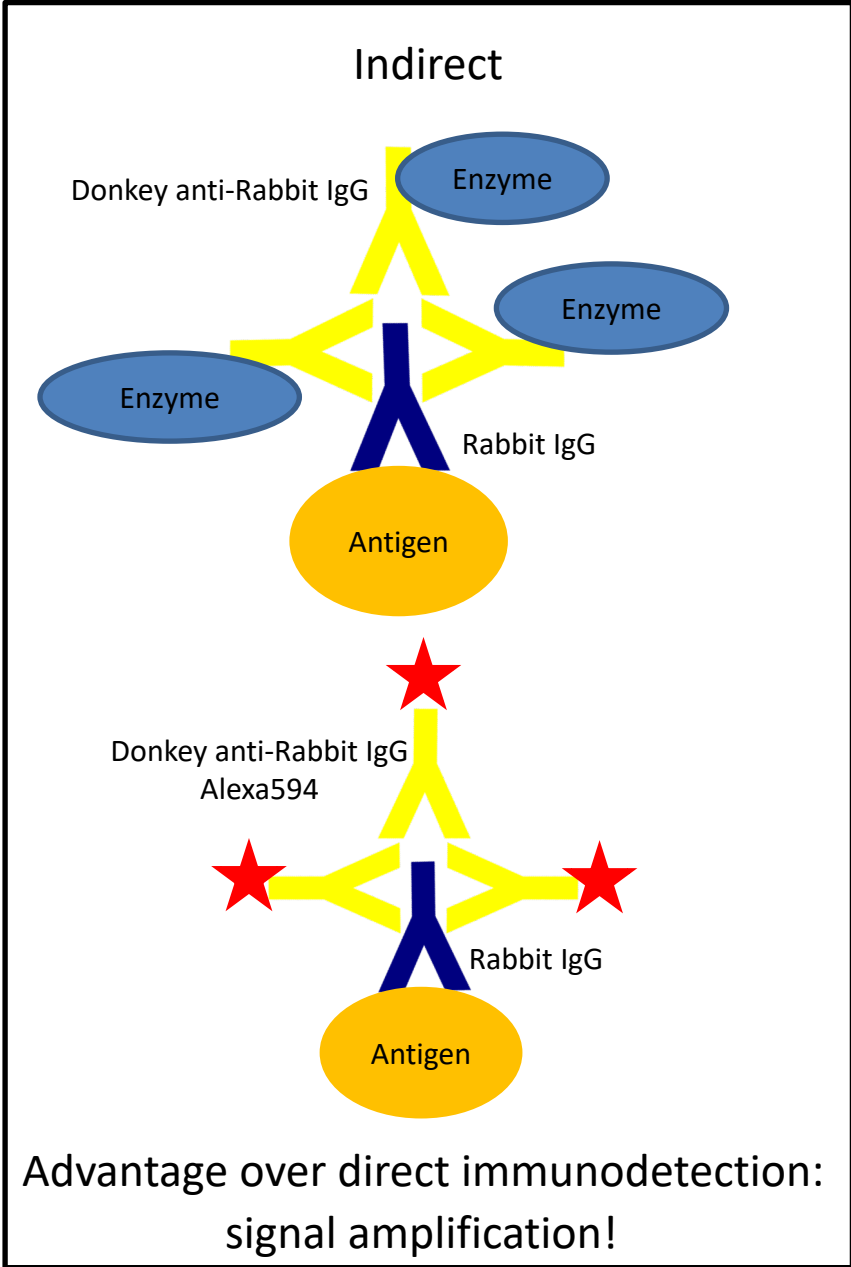 Indirect
Donkey anti-Rabbit IgG
Enzyme
Enzyme
Enzyme
Rabbit IgG
Antigen
Donkey anti-Rabbit IgG
Alexa594
Rabbit IgG
Antigen
Advantage over direct immunodetection:
signal amplification!